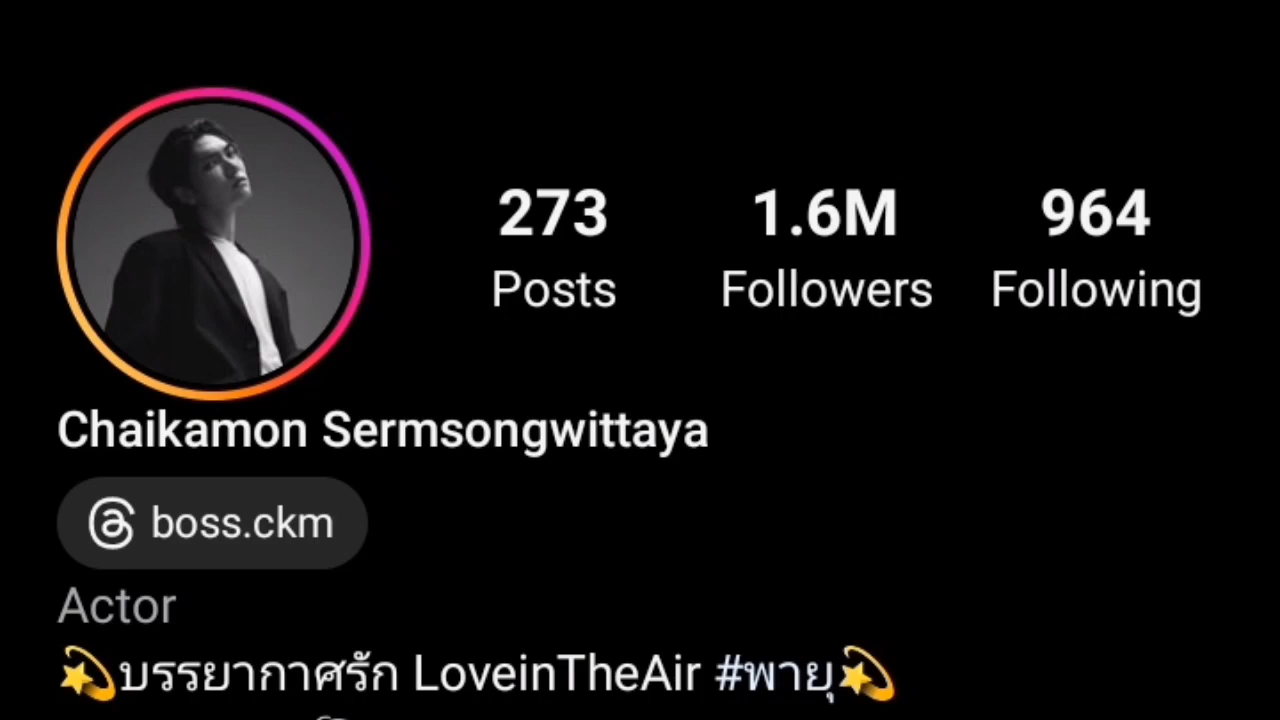 273 1.6M 964
Posts Followers Following
Chaikamon Sermsongwittaya
boss.ckm
Actor
💫บรรยากาศรัก LoveinTheAir #พายุ💫